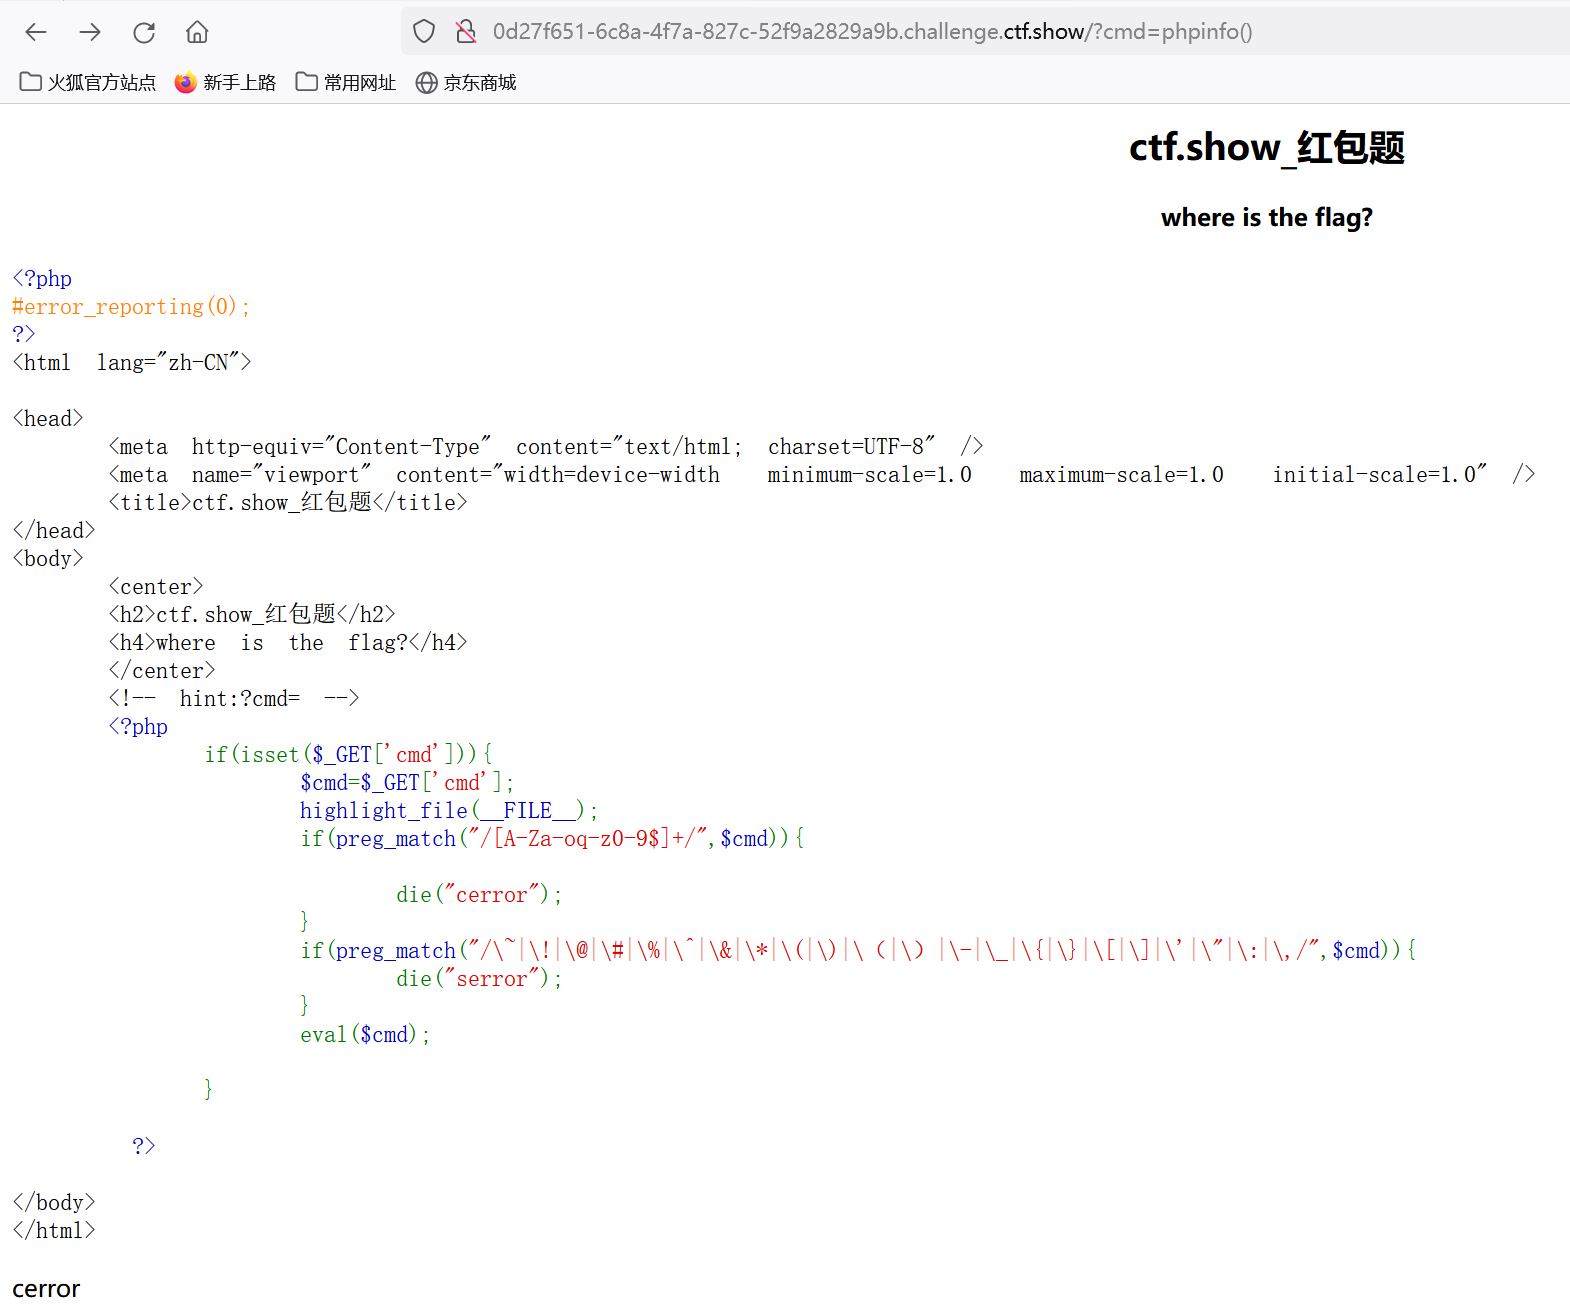 0d27f651-6c8a-4f7a-827c-52f9a2829a9b.challenge.ctf.show/?cmd=phpinfo()
火狐官方站点 新手上路 常用网址 京东商城
ctf.show_红包题
where is the flag?
<?php
#error_reporting(0);
?>
<html lang="zh-CN">
<head>
<meta http-equiv="Content-Type" content="text/html; charset=UTF-8" />
<meta name="viewport" content="width=device-width minimum-scale=1.0 maximum-scale=1.0 initial-scale=1.0" />
<title>ctf.show_红包题</title>
</head>
<body>
<center>
<h2>ctf.show_红包题</h2>
<h4>where is the flag?</h4>
</center>
<!-- hint:?cmd= -->
<?php
if(isset($_GET['cmd'])){
$cmd=$_GET['cmd'];
highlight_file(__FILE__);
if(preg_match("/[A-Za-oq-z0-9$]+/",$cmd)){
die("cerror");
}
if(preg_match("/\~|\!|\@|\#|\%|\^|\&|\*|\(|\)|\（|\）|\-|\_|\{|\}|\[|\]|\'|\"|\:|\,/",$cmd)){
die("serror");
}
eval($cmd);
}
?>
</body>
</html>
cerror